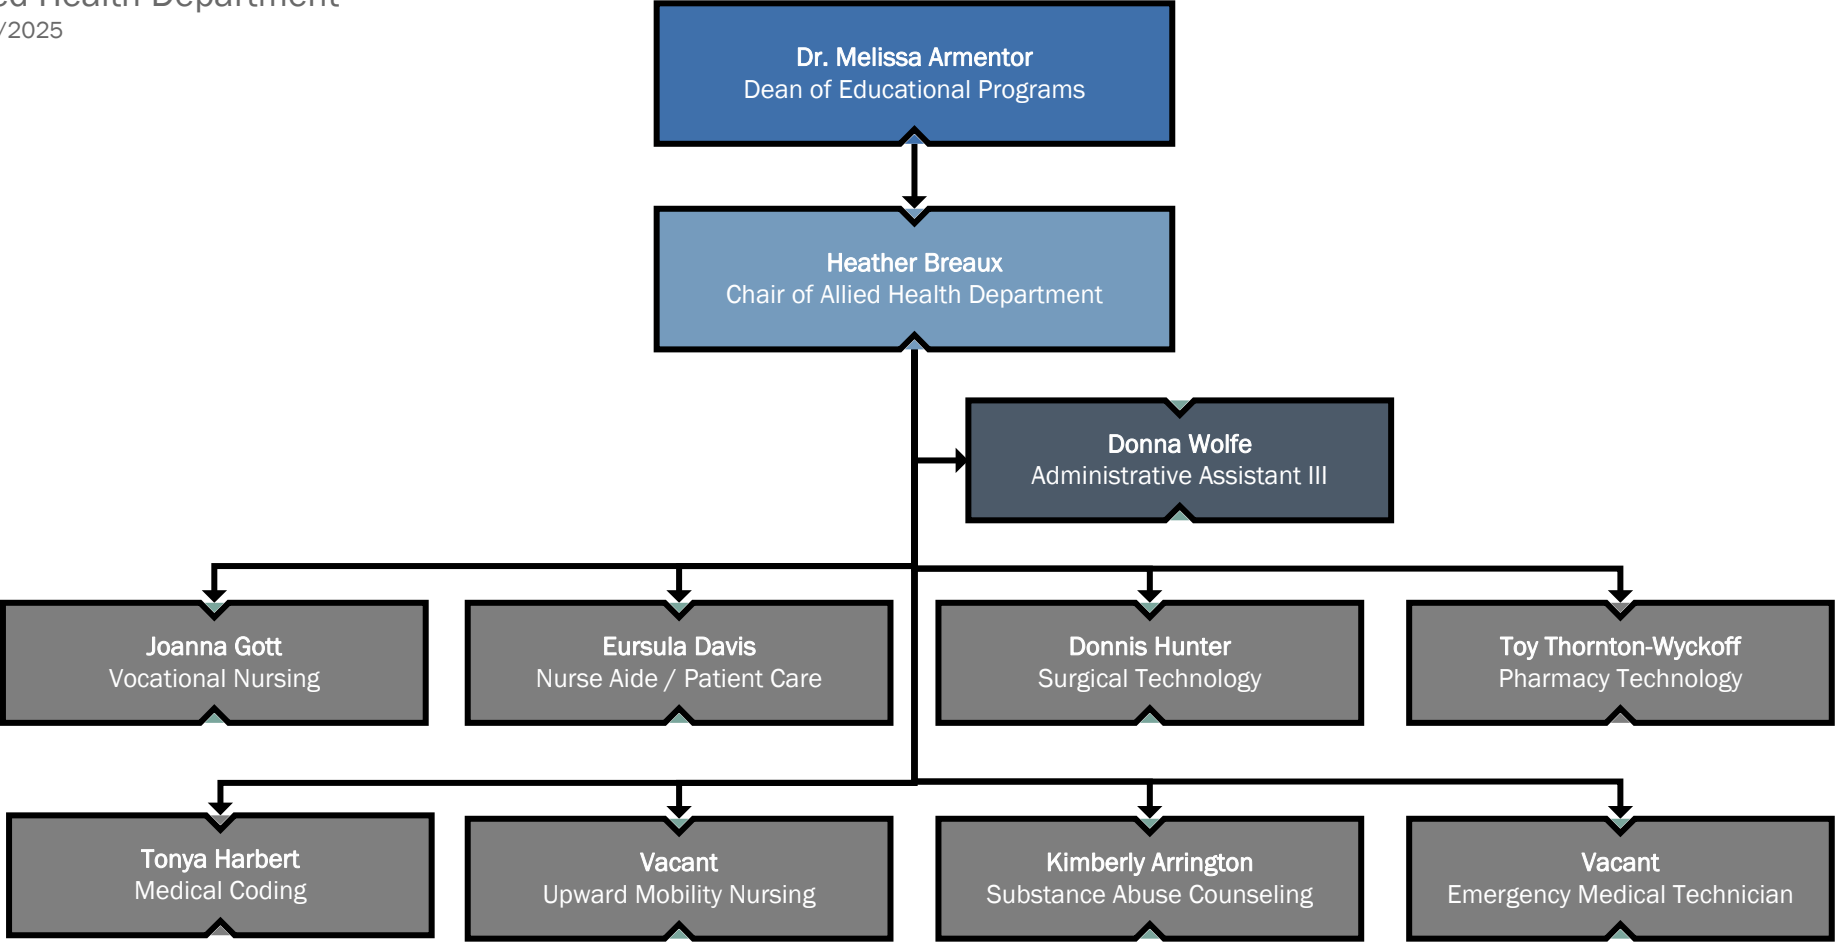 Health Department
/2025
Dr. Melissa Armentor
Dean of Educational Programs
Heather Breaux
Chair of Allied Health Department
Donna Wolfe
Administrative Assistant III
Joanna Gott
Vocational Nursing
Eursula Davis
Nurse Aide / Patient Care
Donnis Hunter
Surgical Technology
Toy Thornton-Wyckoff
Pharmacy Technology
Tonya Harbert
Medical Coding
Vacant
Upward Mobility Nursing
Kimberly Arrington
Substance Abuse Counseling
Vacant
Emergency Medical Technician